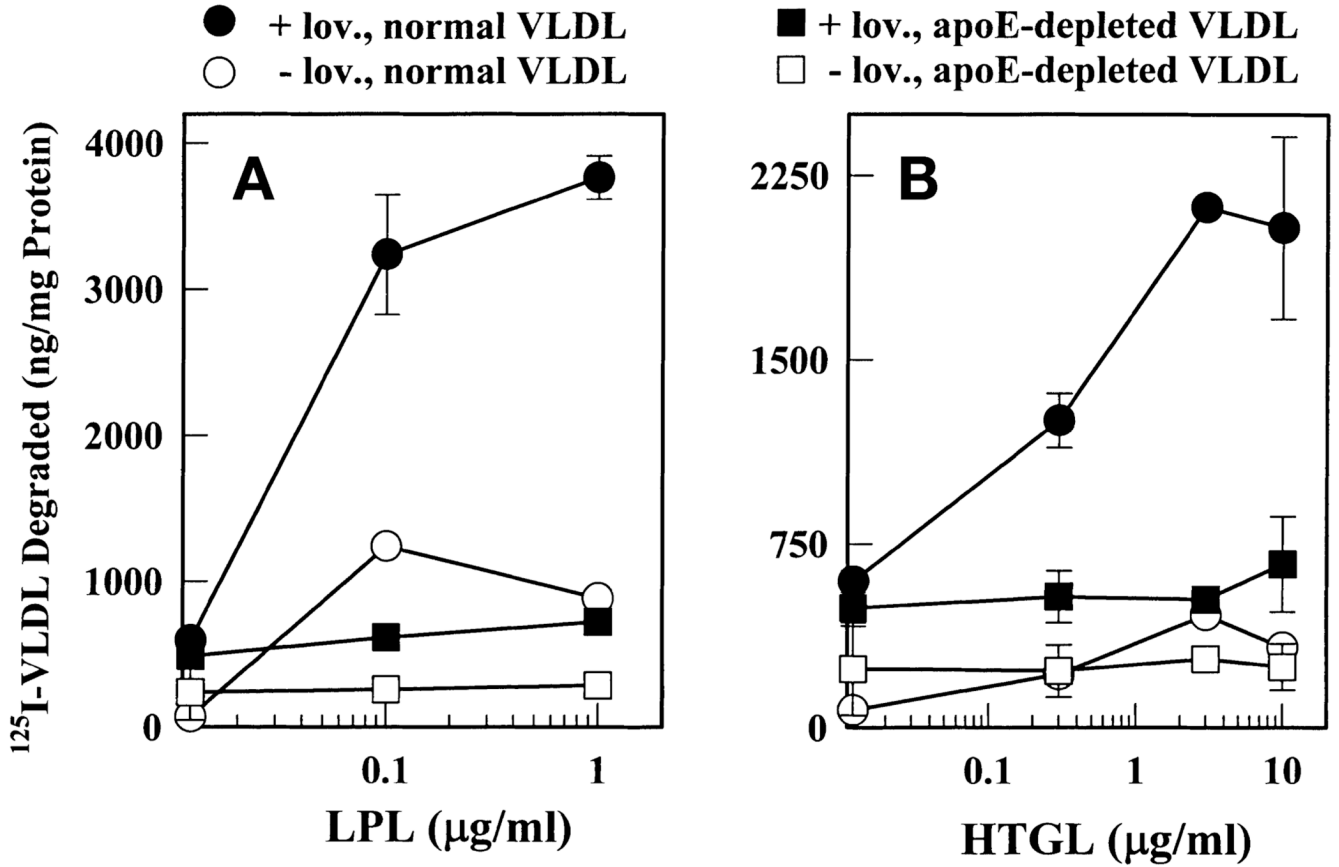 + lov., normal VLDL
- lov., normal VLDL
+ lov., apoE-depleted VLDL
- lov., apoE-depleted VLDL
¹²⁵I-VLDL Degraded (ng/mg Protein)
A
4000
3000
2000
1000
0
0.1 1
LPL (μg/ml)
B
2250
1500
750
0
0.1 1 10
HTGL (μg/ml)